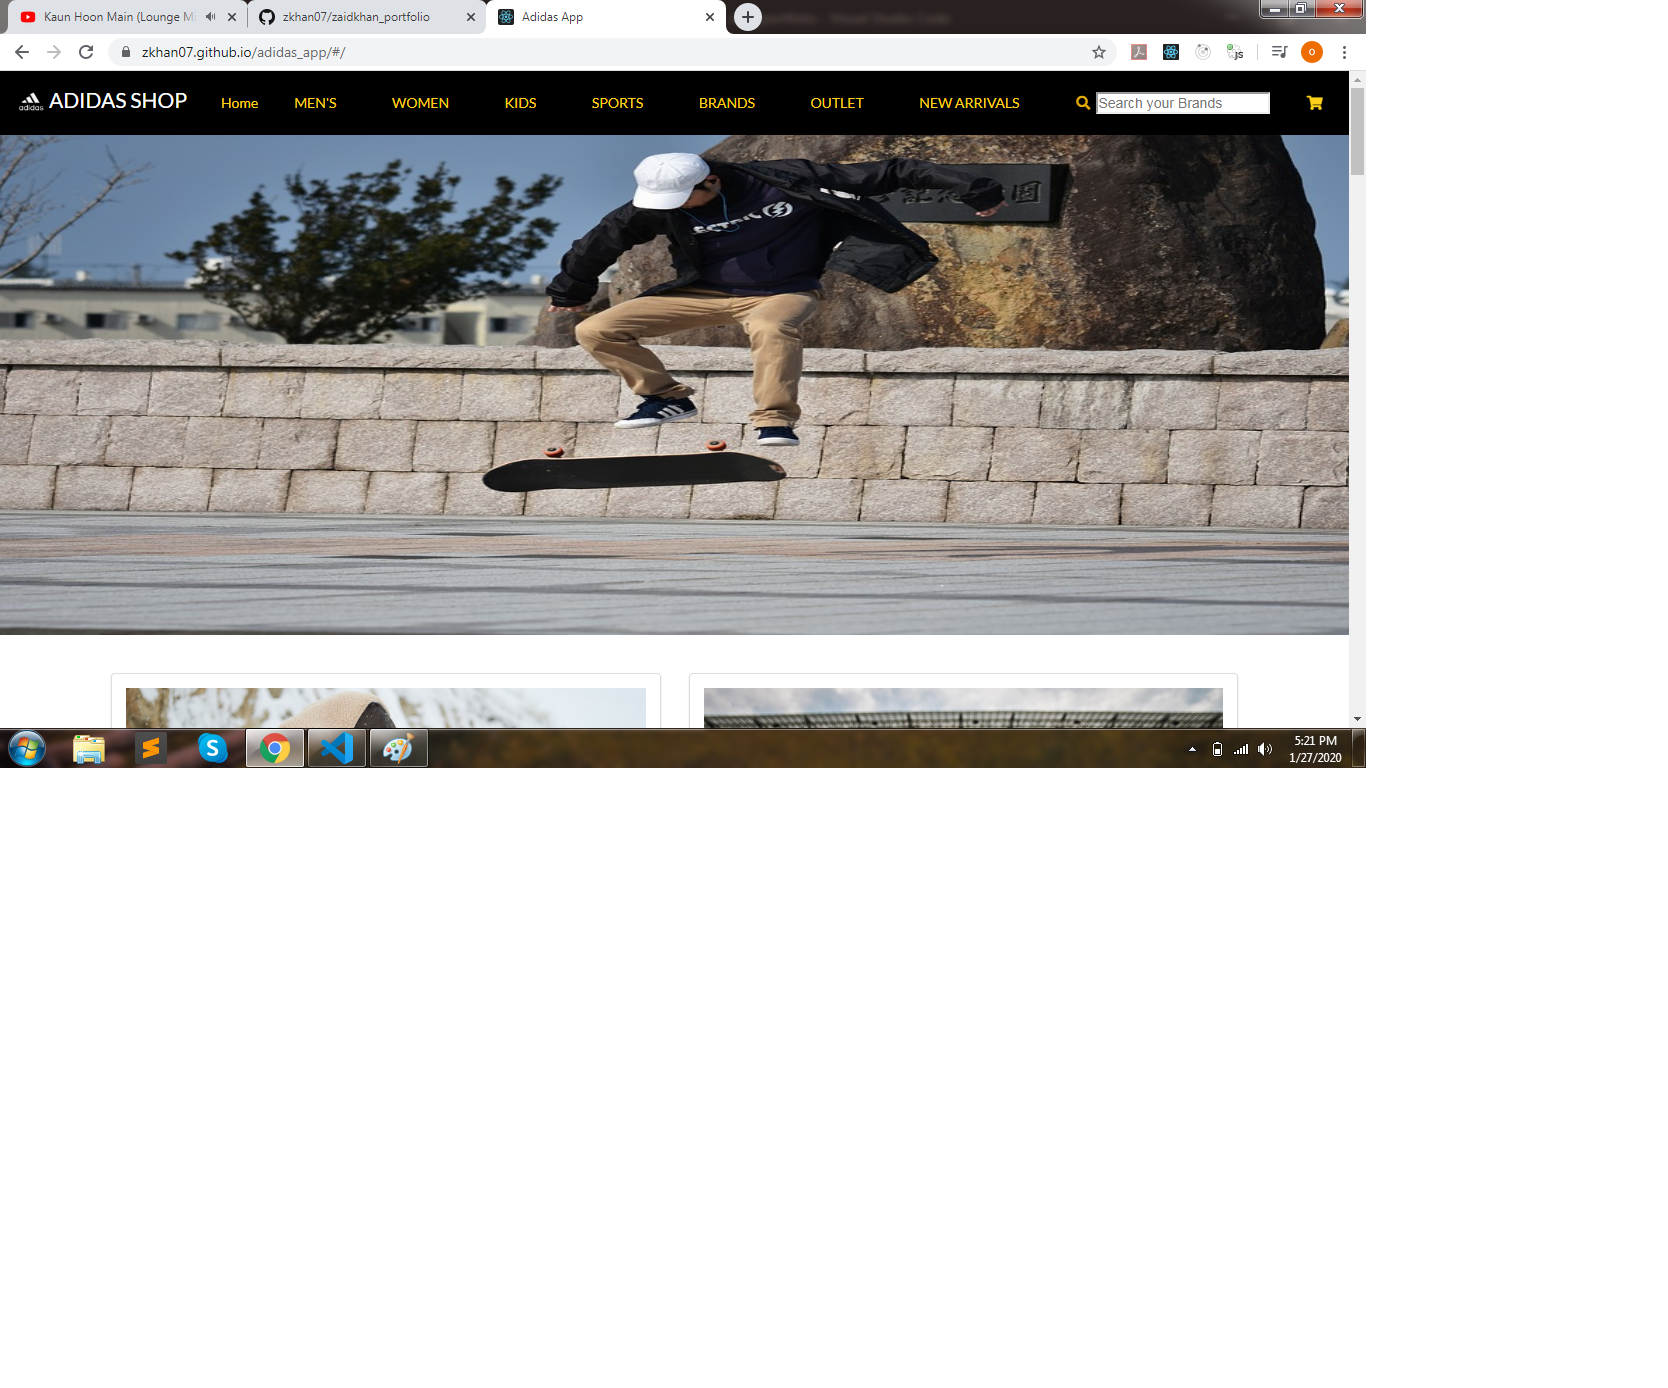 Kaun Hoon Main (Lounge M
zkhan07/zaidkhan_portfolio
Adidas App
zkhan07.github.io/adidas_app/#/
adidas
ADIDAS SHOP
Home
MEN'S
WOMEN
KIDS
SPORTS
BRANDS
OUTLET
NEW ARRIVALS
Search your Brands
5:21 PM
1/27/2020